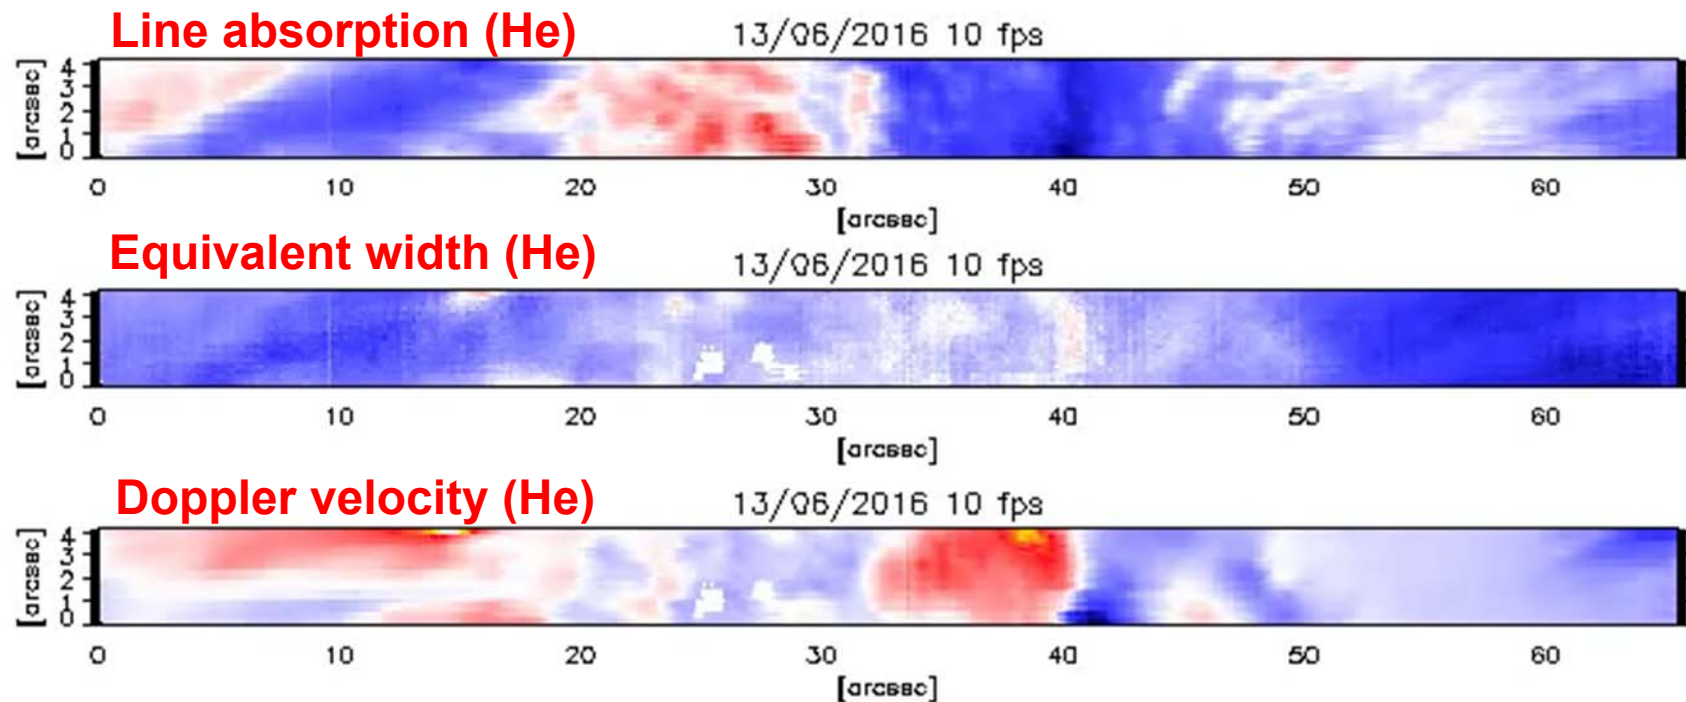 Line absorption (He)
13/06/2016 10 fps
[arcsec]
4
3
2
1
0
0 10 20 30 40 50 60
[arcsec]
Equivalent width (He)
13/06/2016 10 fps
[arcsec]
4
3
2
1
0
0 10 20 30 40 50 60
[arcsec]
Doppler velocity (He)
13/06/2016 10 fps
[arcsec]
4
3
2
1
0
0 10 20 30 40 50 60
[arcsec]